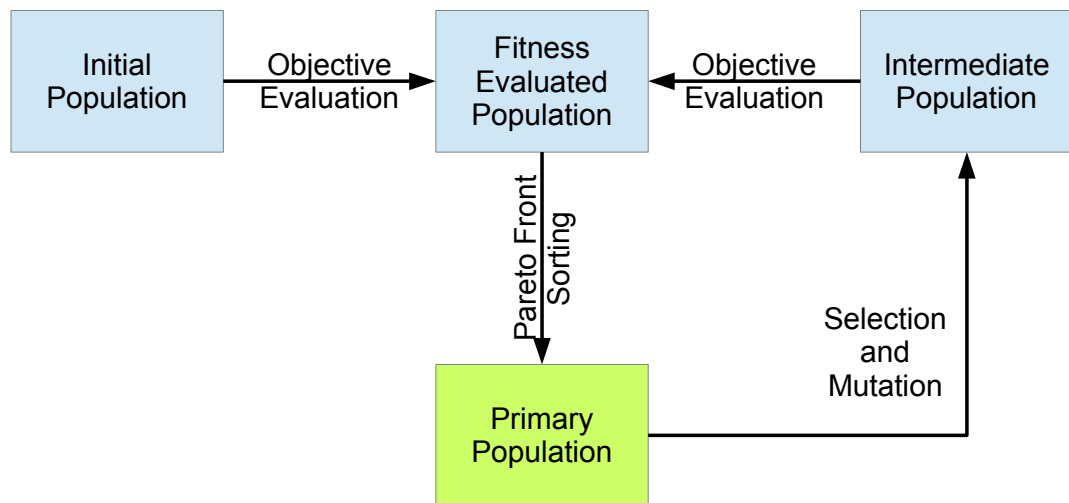 Initial
Population
Objective
Evaluation
Fitness
Evaluated
Population
Objective
Evaluation
Intermediate
Population
Pareto Front
Sorting
Selection
and
Mutation
Primary
Population